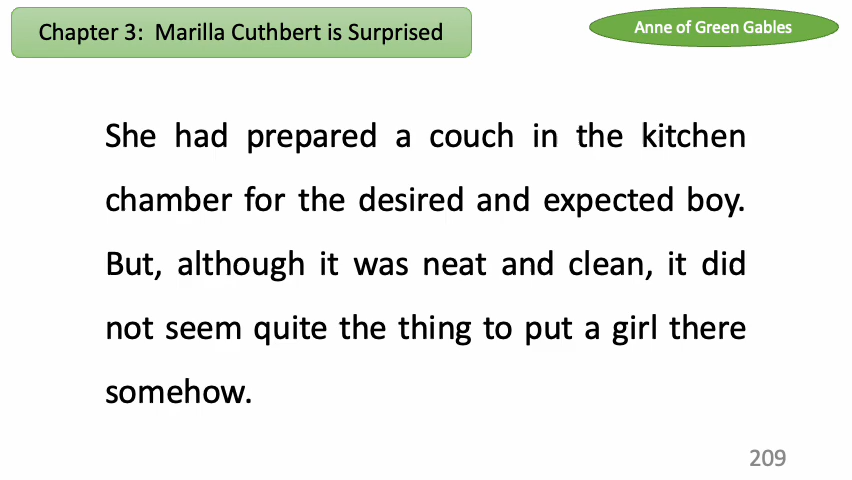 Chapter 3: Marilla Cuthbert is Surprised
Anne of Green Gables
She had prepared a couch in the kitchen
chamber for the desired and expected boy.
But, although it was neat and clean, it did
not seem quite the thing to put a girl there
somehow.
209